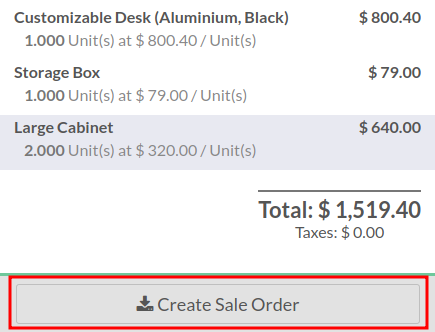 Customizable Desk (Aluminium, Black) $ 800.40
1.000 Unit(s) at $ 800.40 / Unit(s)
Storage Box $ 79.00
1.000 Unit(s) at $ 79.00 / Unit(s)
Large Cabinet $ 640.00
2.000 Unit(s) at $ 320.00 / Unit(s)
Total: $ 1,519.40
Taxes: $ 0.00
Create Sale Order